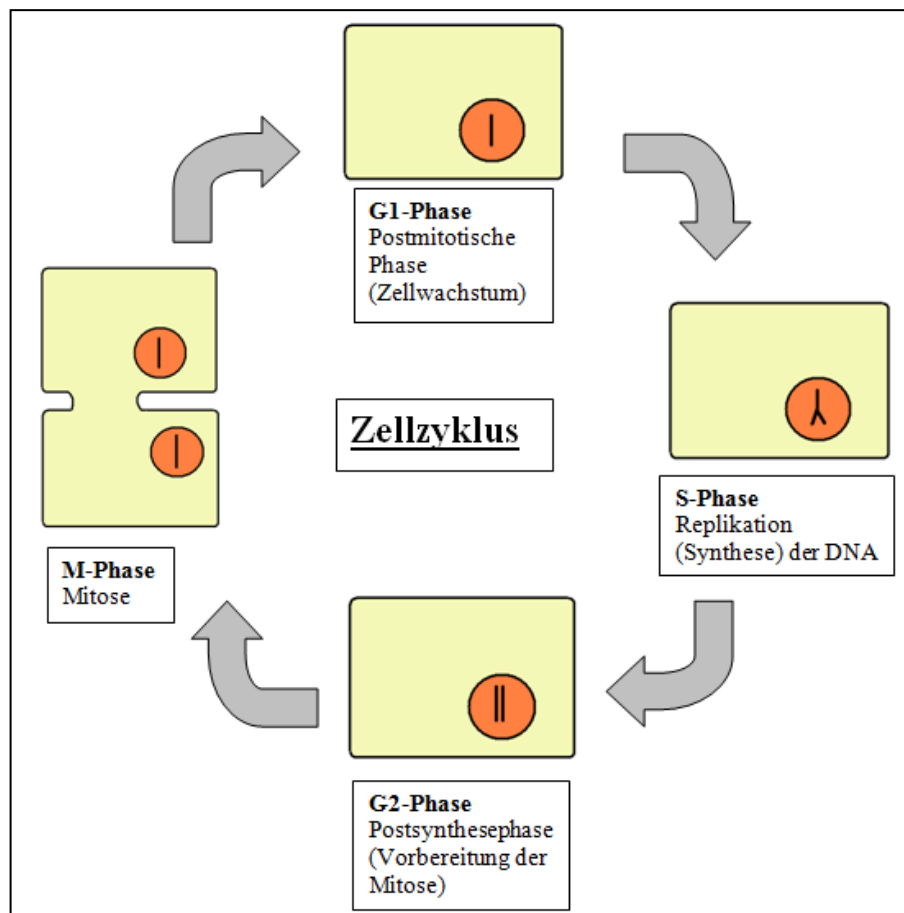 G1-Phase
Postmitotische
Phase
(Zellwachstum)
Zellzyklus
S-Phase
Replikation
(Synthese) der DNA
M-Phase
Mitose
G2-Phase
Postsynthesephase
(Vorbereitung der
Mitose)